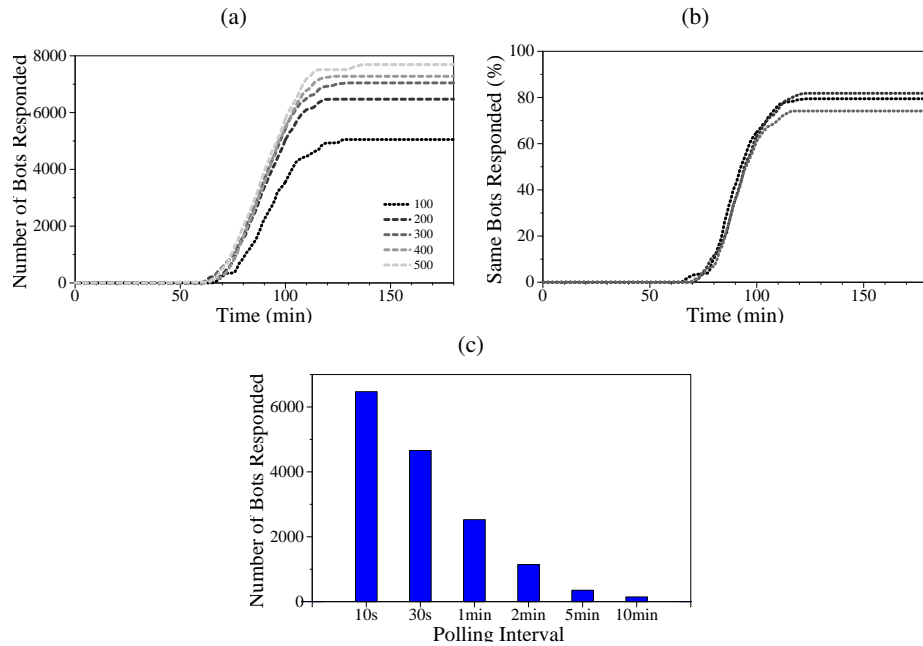 (a)
8000
6000
4000
2000
0
Number of Bots Responded
100
200
300
400
500
0 50 100 150
Time (min)
(b)
100
80
60
40
20
0
Same Bots Responded (%)
0 50 100 150
Time (min)
(c)
6000
4000
2000
0
Number of Bots Responded
10s 30s 1min 2min 5min 10min
Polling Interval